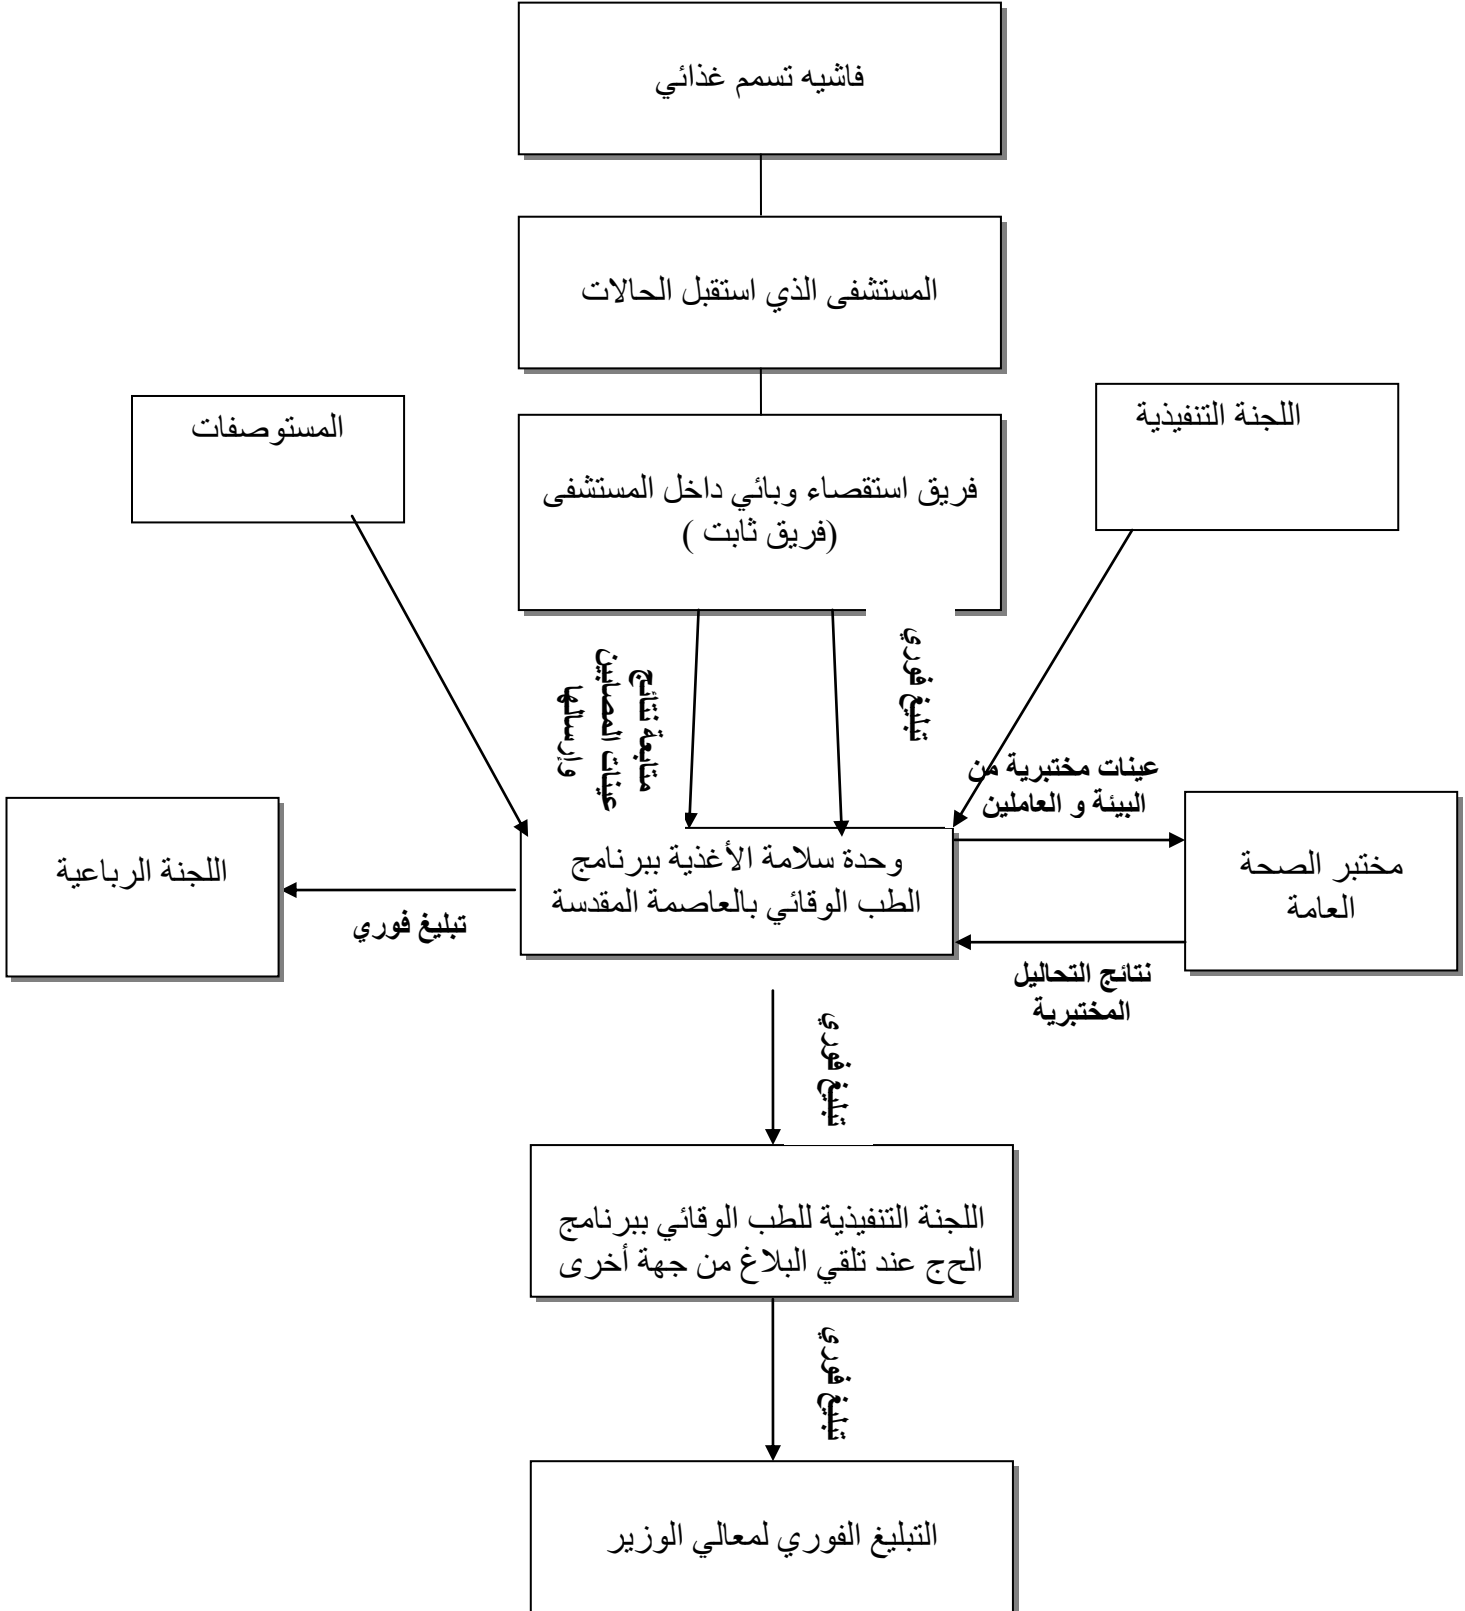 فاشيه تسمم غذائي
المستشفى الذي استقبل الحالات
اللجنة التنفيذية
المستوصفات
فريق استقصاء وبائي داخل المستشفى
(فريق ثابت )
تبليغ فوري
متابعة نتائج
عينات المصابين
وإرسالها
عينات مختبرية من
البيئة و العاملين
مختبر الصحة
العامة
وحدة سلامة الأغذية ببرنامج
الطب الوقائي بالعاصمة المقدسة
اللجنة الرباعية
تبليغ فوري
نتائج التحاليل
المختبرية
تبليغ فوري
اللجنة التنفيذية للطب الوقائي ببرنامج
الحج عند تلقي البلاغ من جهة أخرى
تبليغ فوري
التبليغ الفوري لمعالي الوزير